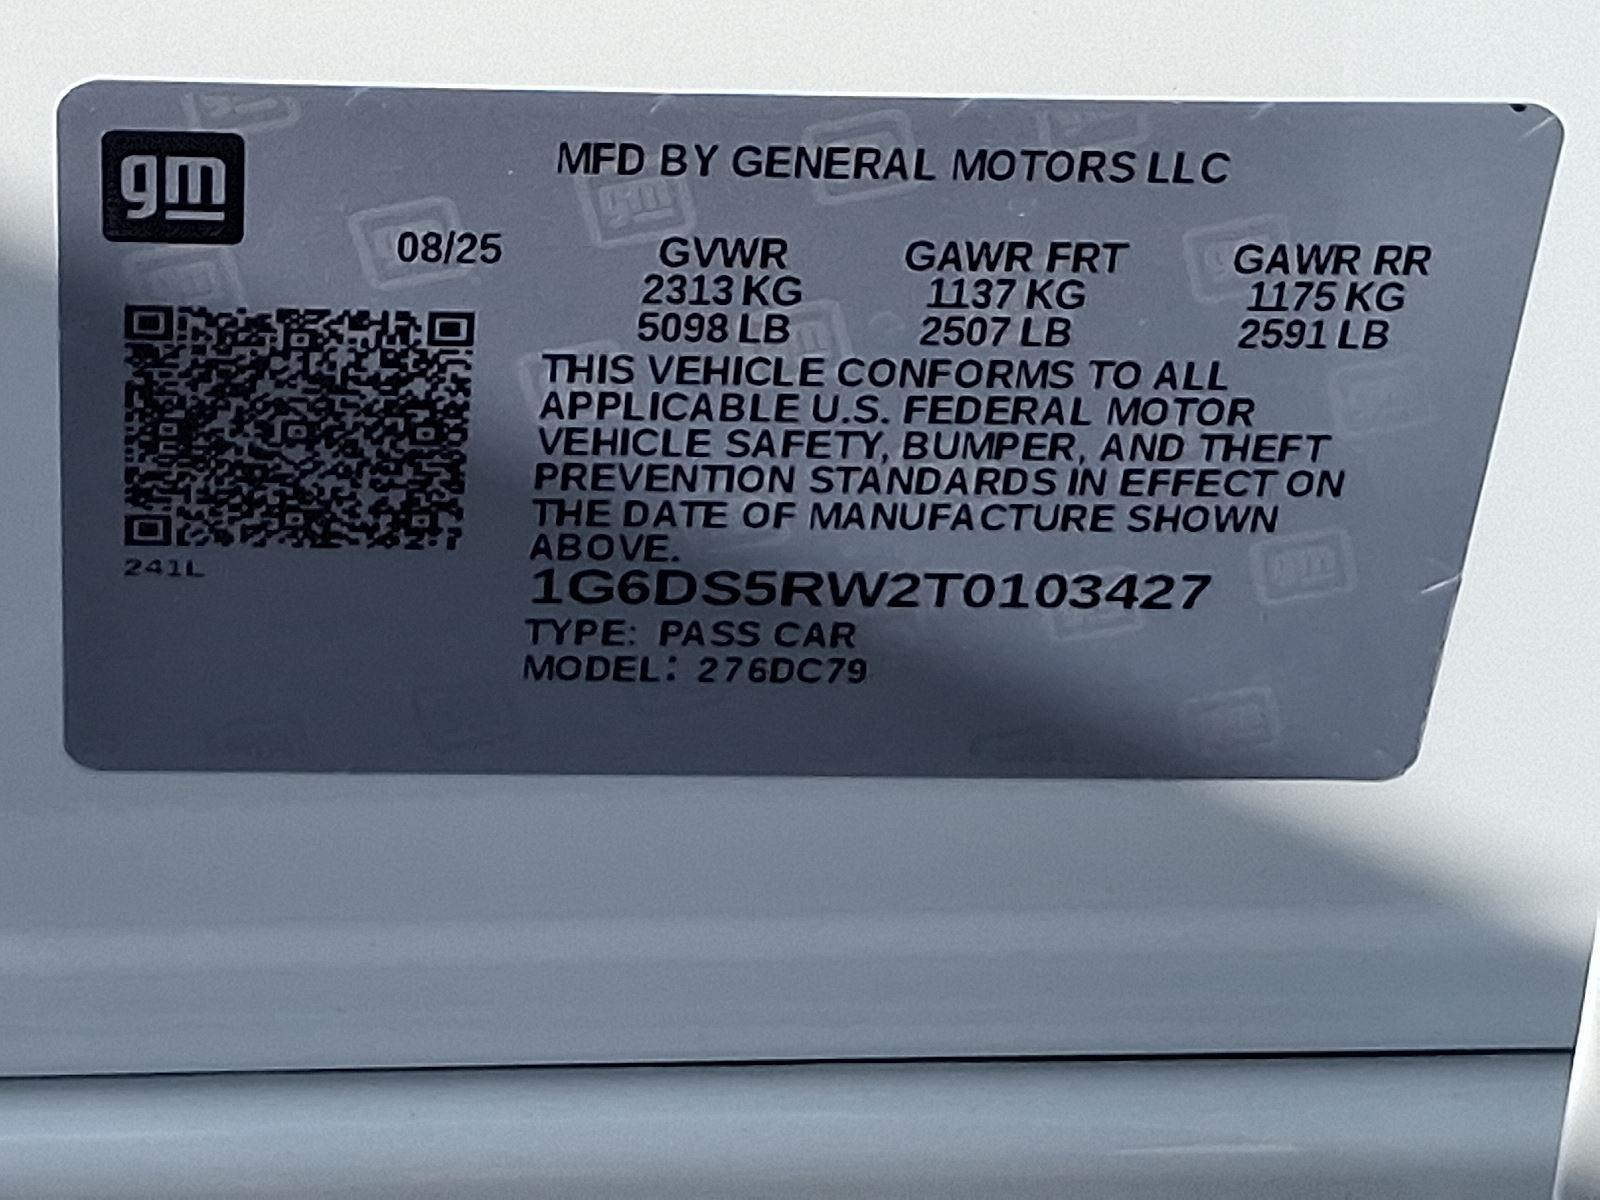 gm
MFD BY GENERAL MOTORS LLC
08/25
GVWR GAWR FRT GAWR RR
2313 KG 1137 KG 1175 KG
5098 LB 2507 LB 2591 LB
THIS VEHICLE CONFORMS TO ALL
APPLICABLE U.S. FEDERAL MOTOR
VEHICLE SAFETY, BUMPER, AND THEFT
PREVENTION STANDARDS IN EFFECT ON
THE DATE OF MANUFACTURE SHOWN
ABOVE.
241L
1G6DS5RW2T0103427
TYPE: PASS CAR
MODEL: 276DC79